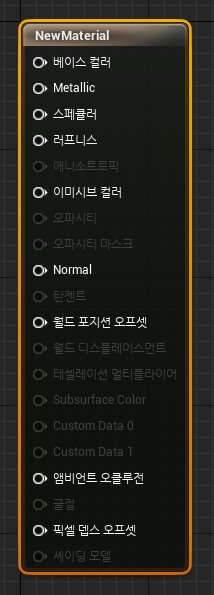 NewMaterial
베이스 컬러
Metallic
스페큘러
러프니스
애니소트로픽
이미시브 컬러
오파시티
오파시티 마스크
Normal
탄젠트
월드 포지션 오프셋
월드 디스플레이스먼트
테셀레이션 멀티플라이어
Subsurface Color
Custom Data 0
Custom Data 1
앰비언트 오클루전
굴절
픽셀 뎁스 오프셋
셰이딩 모델